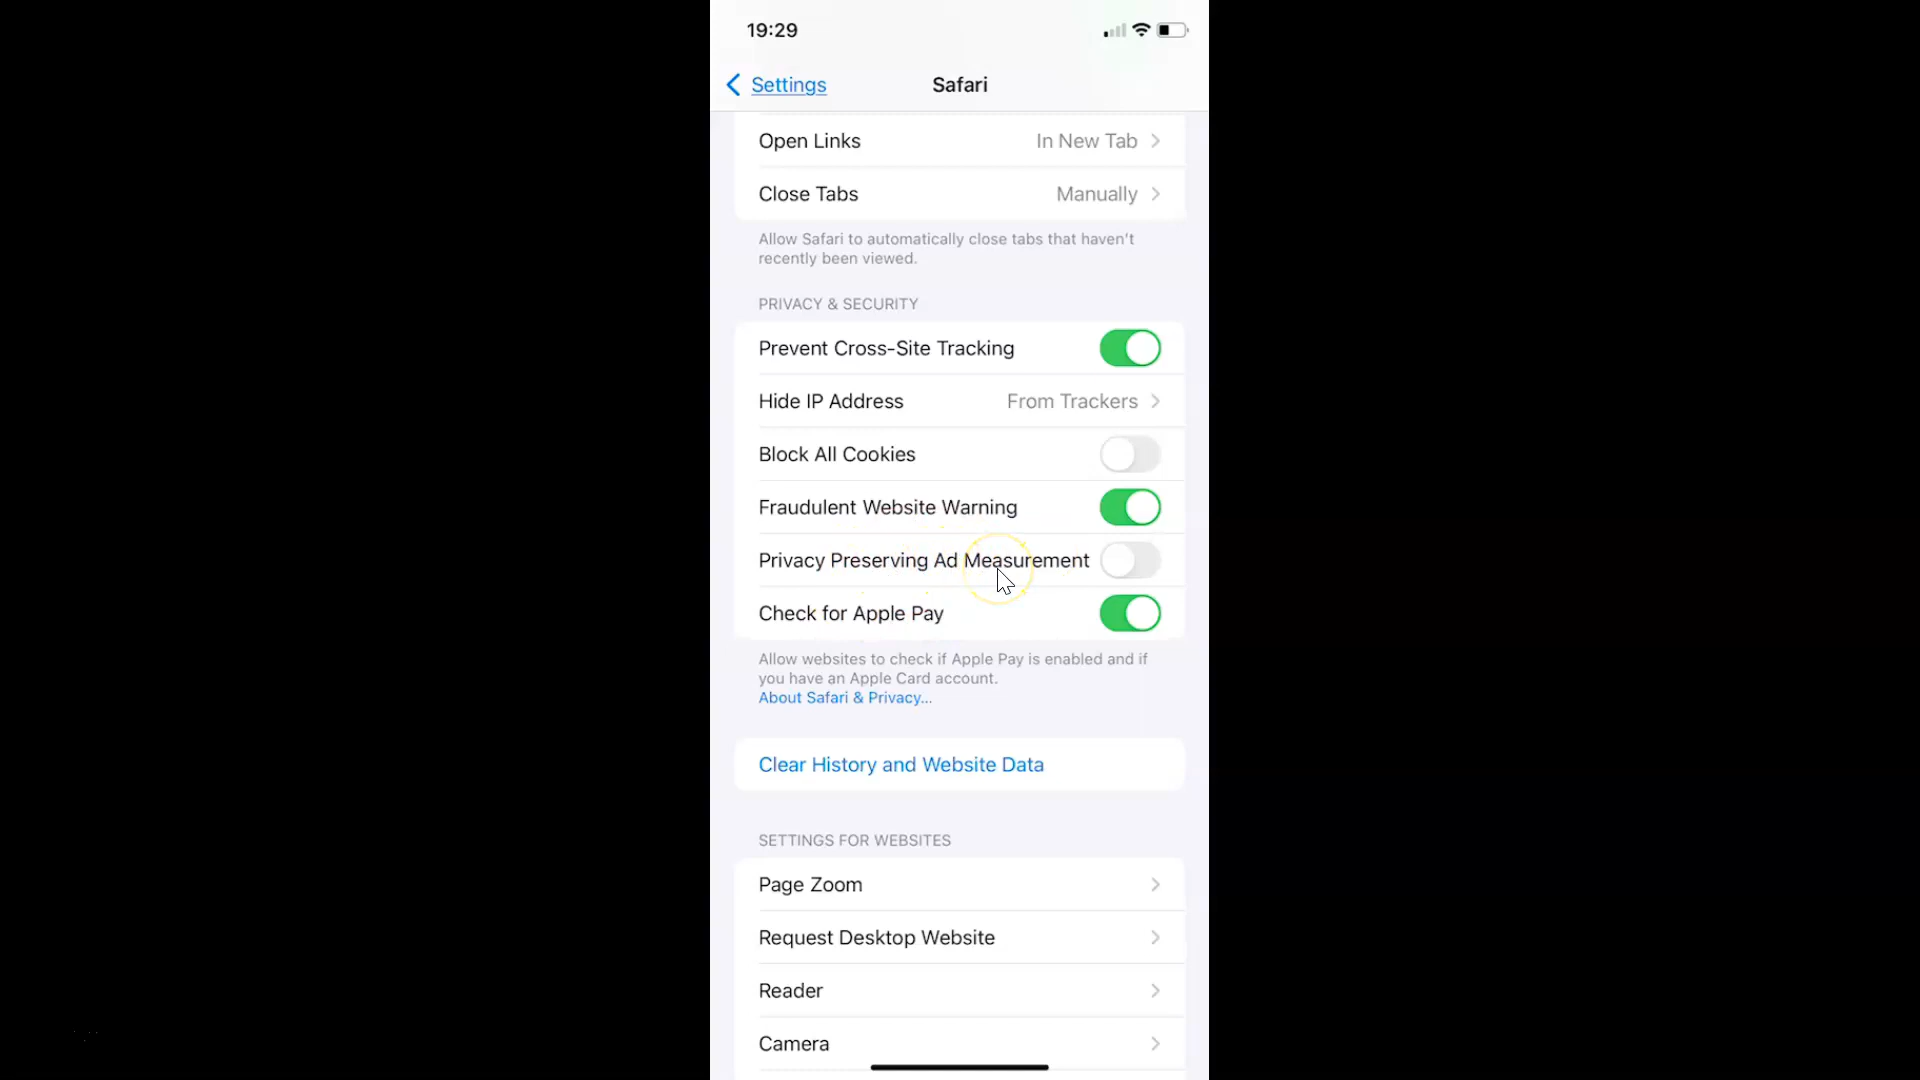 19:29
Settings
Safari
Open Links
In New Tab
Close Tabs
Manually
Allow Safari to automatically close tabs that haven't
recently been viewed.
PRIVACY & SECURITY
Prevent Cross-Site Tracking
Hide IP Address
From Trackers
Block All Cookies
Fraudulent Website Warning
Privacy Preserving Ad Measurement
Check for Apple Pay
Allow websites to check if Apple Pay is enabled and if
you have an Apple Card account.
About Safari & Privacy...
Clear History and Website Data
SETTINGS FOR WEBSITES
Page Zoom
Request Desktop Website
Reader
Camera